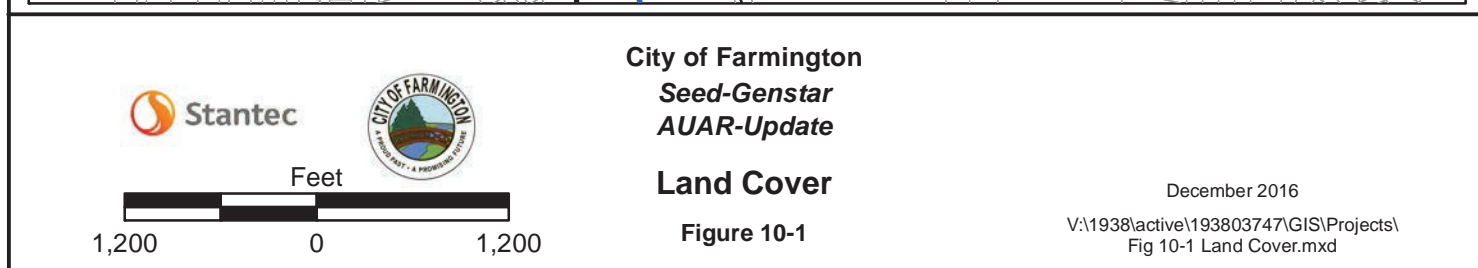 Stantec
CITY OF FARMINGTON
A PROUD PAST - A PROMISING FUTURE
Feet
1,200 0 1,200
City of Farmington
Seed-Genstar
AUAR-Update
Land Cover
Figure 10-1
December 2016
V:\1938\active\193803747\GIS\Projects\
Fig 10-1 Land Cover.mxd